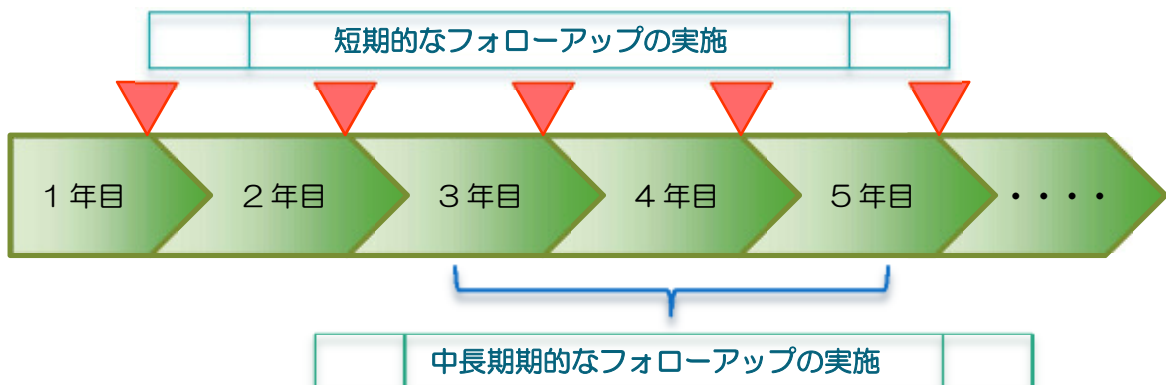 短期的なフォローアップの実施
１年目 ２年目 ３年目 ４年目 ５年目 ・・・・
中長期期的なフォローアップの実施